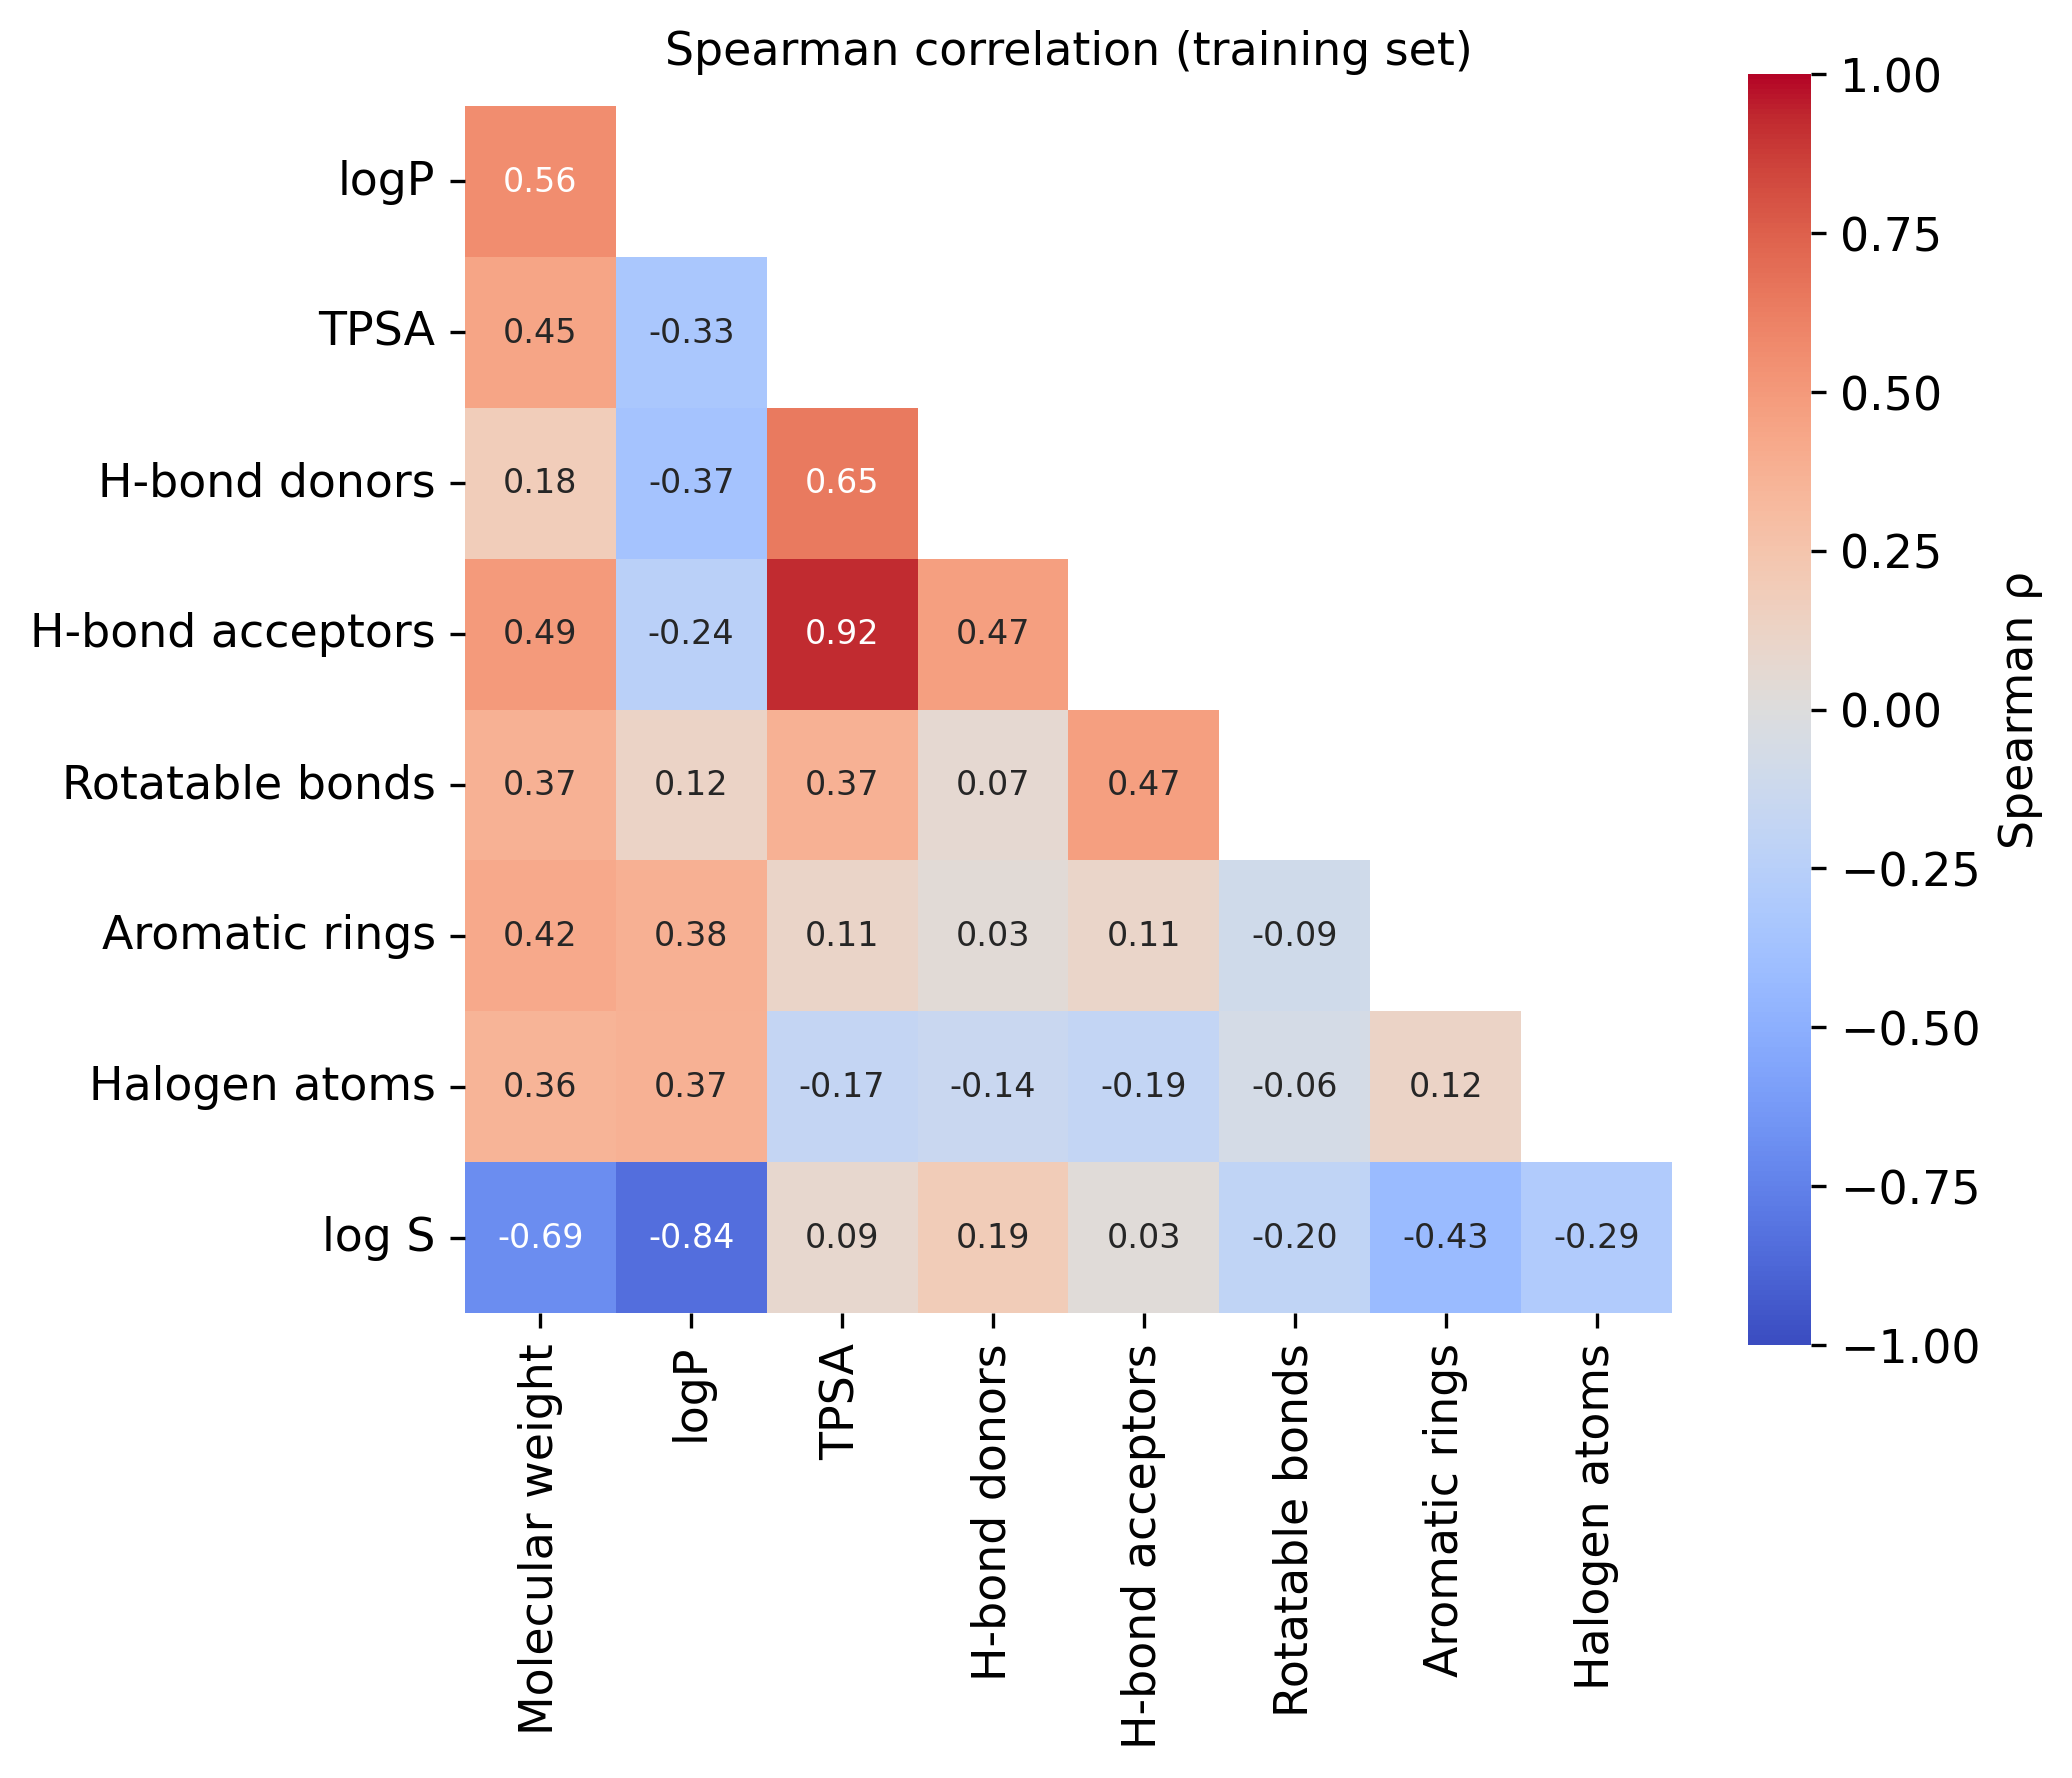 Spearman correlation (training set)
logP 0.56
TPSA 0.45 -0.33
H-bond donors 0.18 -0.37 0.65
H-bond acceptors 0.49 -0.24 0.92 0.47
Rotatable bonds 0.37 0.12 0.37 0.07 0.47
Aromatic rings 0.42 0.38 0.11 0.03 0.11 -0.09
Halogen atoms 0.36 0.37 -0.17 -0.14 -0.19 -0.06 0.12
log S -0.69 -0.84 0.09 0.19 0.03 -0.20 -0.43 -0.29
Molecular weight
logP
TPSA
H-bond donors
H-bond acceptors
Rotatable bonds
Aromatic rings
Halogen atoms
1.00
0.75
0.50
0.25
0.00
−0.25
−0.50
−0.75
−1.00
Spearman ρ